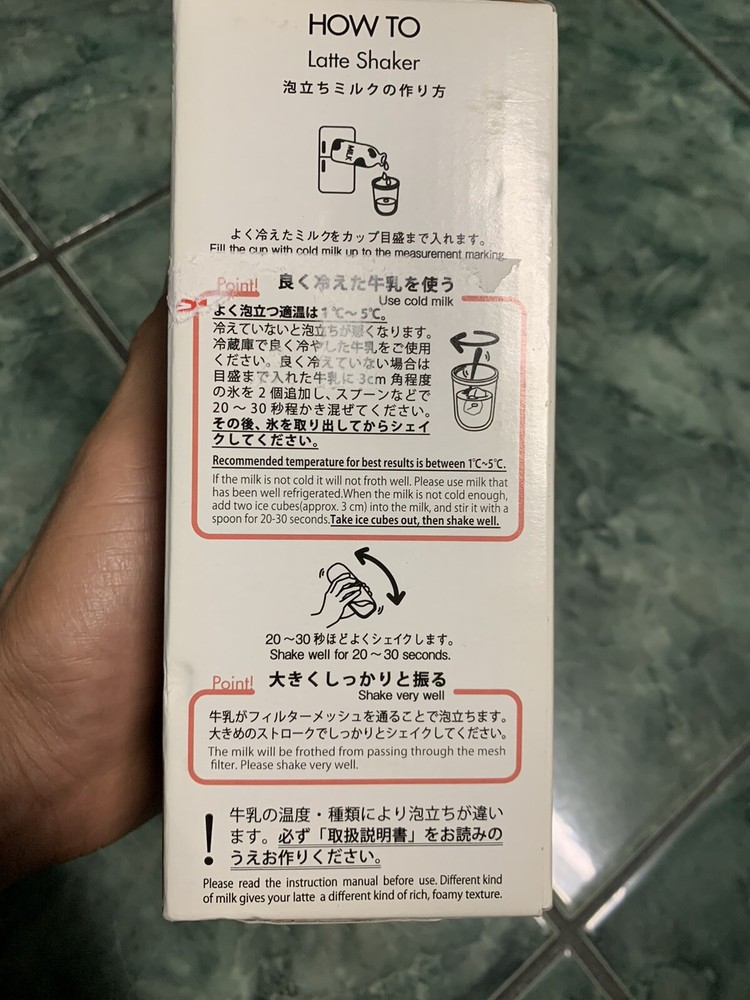 HOW TO
Latte Shaker
泡立ちミルクの作り方
MILK
よく冷えたミルクをカップ目盛まで入れます。
Fill the cup with cold milk up to the measurement marking
Point! 良く冷えた牛乳を使う
Use cold milk
よく泡立つ適温は1℃～5℃。
冷えていないと泡立ちが悪くなります。
冷蔵庫で良く冷やした牛乳をご使用
ください。良く冷えていない場合は
目盛まで入れた牛乳に3cm角程度
の氷を2個追加し、スプーンなどで
20～30秒程かき混ぜてください。
その後、氷を取り出してからシェイ
クしてください。
Recommended temperature for best results is between 1℃~5℃.
If the milk is not cold it will not froth well. Please use milk that
has been well refrigerated.When the milk is not cold enough,
add two ice cubes(approx. 3 cm) into the milk, and stir it with a
spoon for 20-30 seconds.Take ice cubes out, then shake well.
20～30秒ほどよくシェイクします。
Shake well for 20～30 seconds.
Point! 大きくしっかりと振る
Shake very well
牛乳がフィルターメッシュを通ることで泡立ちます。
大きめのストロークでしっかりとシェイクしてください。
The milk will be frothed from passing through the mesh
filter. Please shake very well.
! 牛乳の温度・種類により泡立ちが違い
ます。必ず「取扱説明書」をお読みの
うえお作りください。
Please read the instruction manual before use. Different kind
of milk gives your latte a different kind of rich, foamy texture.